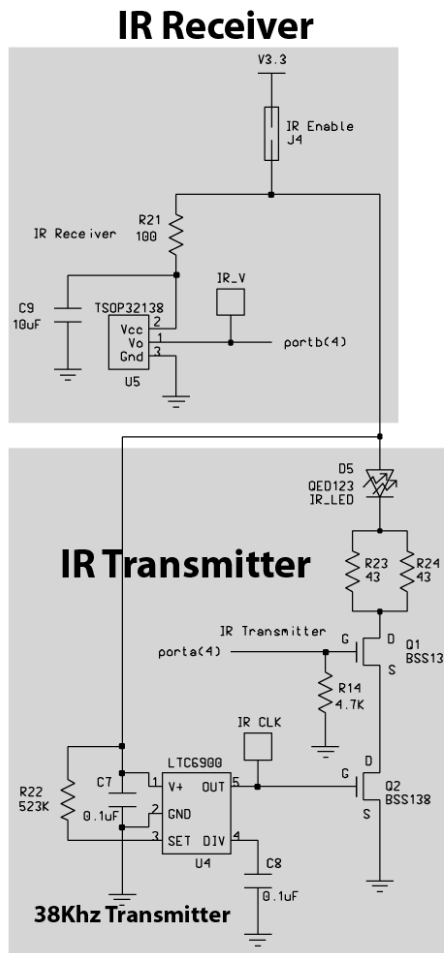 IR Receiver
V3.3
IR Enable
J4
R21
100
IR Receiver
IR_V
C9
10uF
TSOP32138
Vcc 2
Vo 1
Gnd 3
U5
portb(4)
D5
QED123
IR_LED
IR Transmitter
R23
43
R24
43
IR Transmitter
porta(4)
G
D
S
Q1
BSS13
R14
4.7K
IR CLK
LTC6900
R22
523K
C7
0.1uF
1 V+ OUT 5
2 GND
3 SET DIV 4
U4
G
D
S
Q2
BSS138
C8
0.1uF
38Khz Transmitter